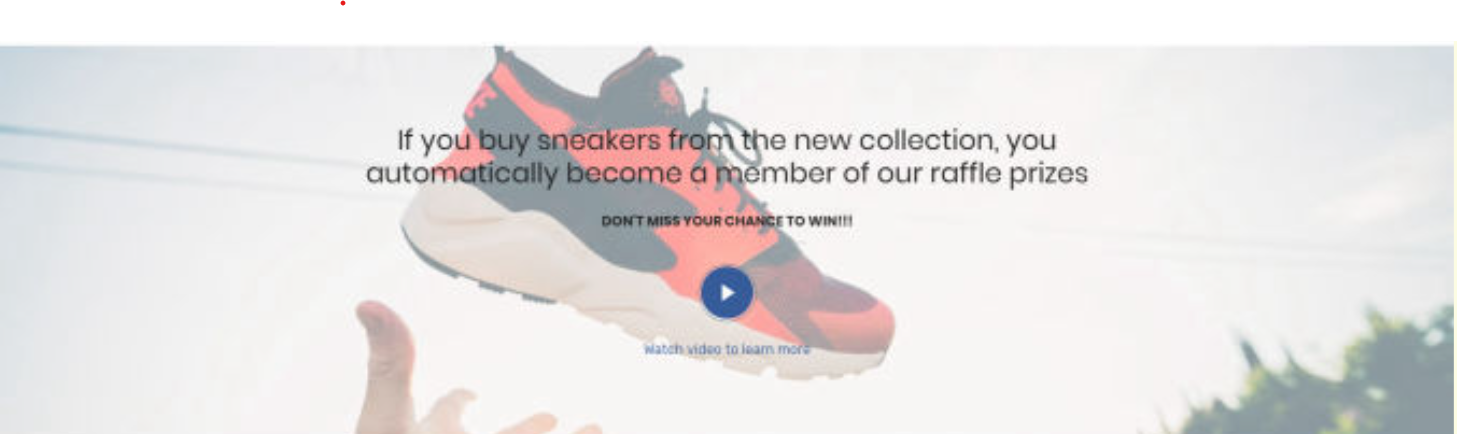 If you buy sneakers from the new collection, you
automatically become a member of our raffle prizes
DON'T MISS YOUR CHANCE TO WIN!!!
Watch video to learn more